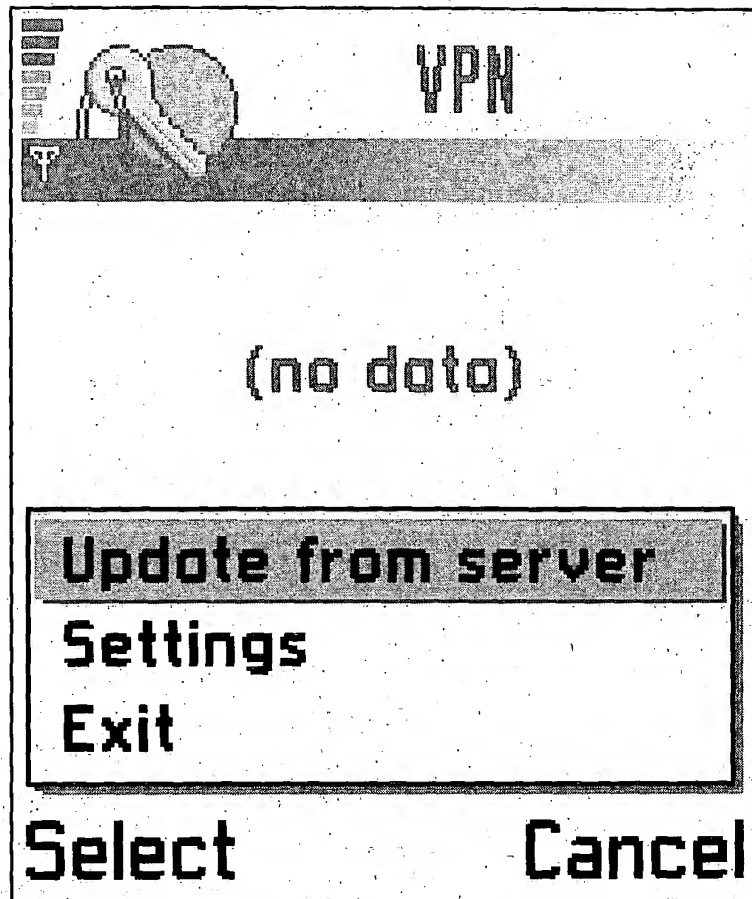 VPN
(no data)
Update from server
Settings
Exit
Select Cancel